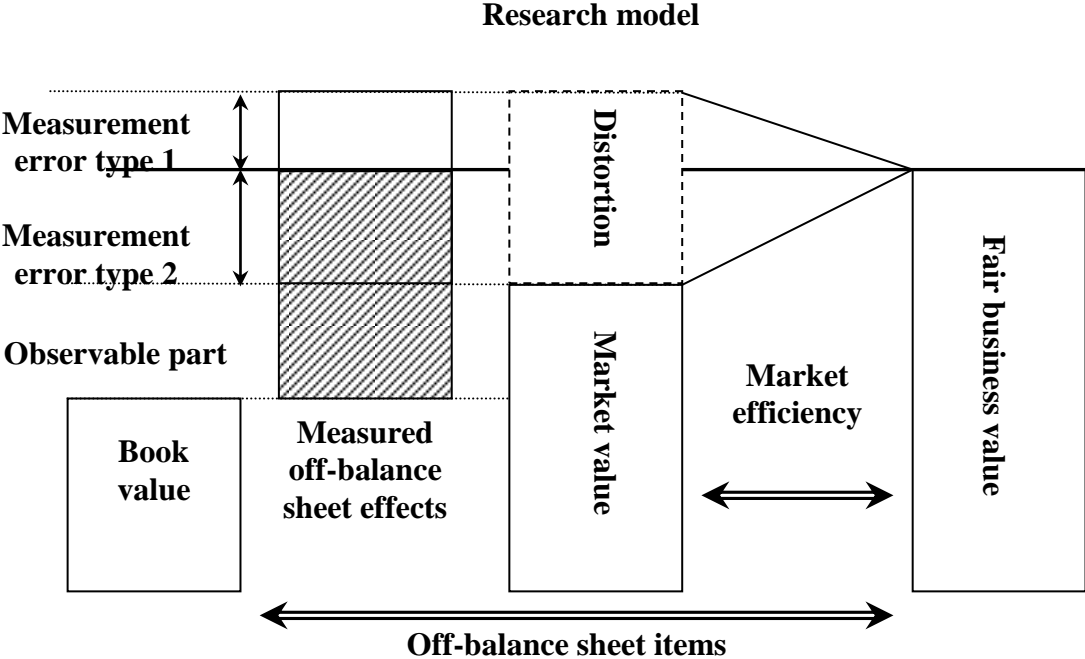 Research model
Measurement
error type 1
Measurement
error type 2
Observable part
Book
value
Measured
off-balance
sheet effects
Distortion
Market value
Market
efficiency
Fair business value
Off-balance sheet items